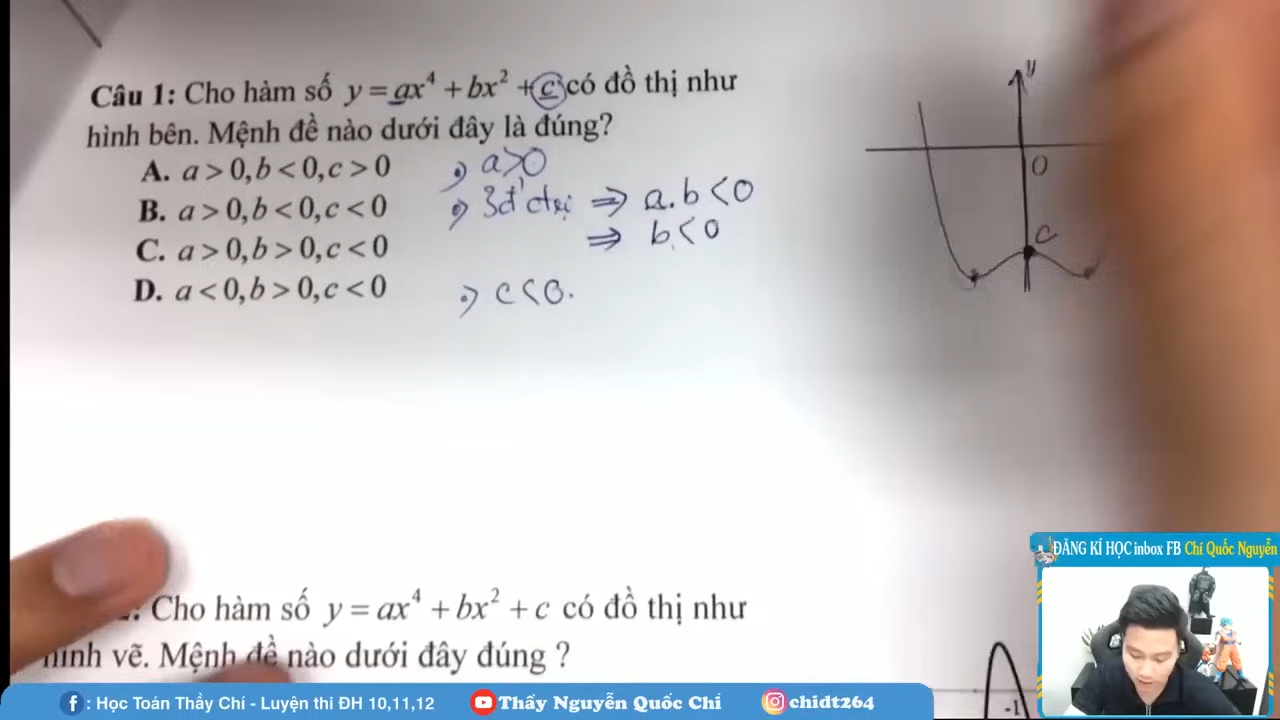 Câu 1: Cho hàm số y = ax⁴ + bx² + c có đồ thị như
hình bên. Mệnh đề nào dưới đây là đúng?
A. a > 0, b < 0, c > 0
B. a > 0, b < 0, c < 0
C. a > 0, b > 0, c < 0
D. a < 0, b > 0, c < 0
a>0
3đ' ctrị ⇒ a.b < 0
⇒ b < 0
c < 0.
y
O
C
Cho hàm số y = ax⁴ + bx² + c có đồ thị như
hình vẽ. Mệnh đề nào dưới đây đúng ?
-1
ĐĂNG KÍ HỌC inbox FB Chí Quốc Nguyễn
: Học Toán Thầy Chí - Luyện thi ĐH 10,11,12
Thầy Nguyễn Quốc Chí
chidt264